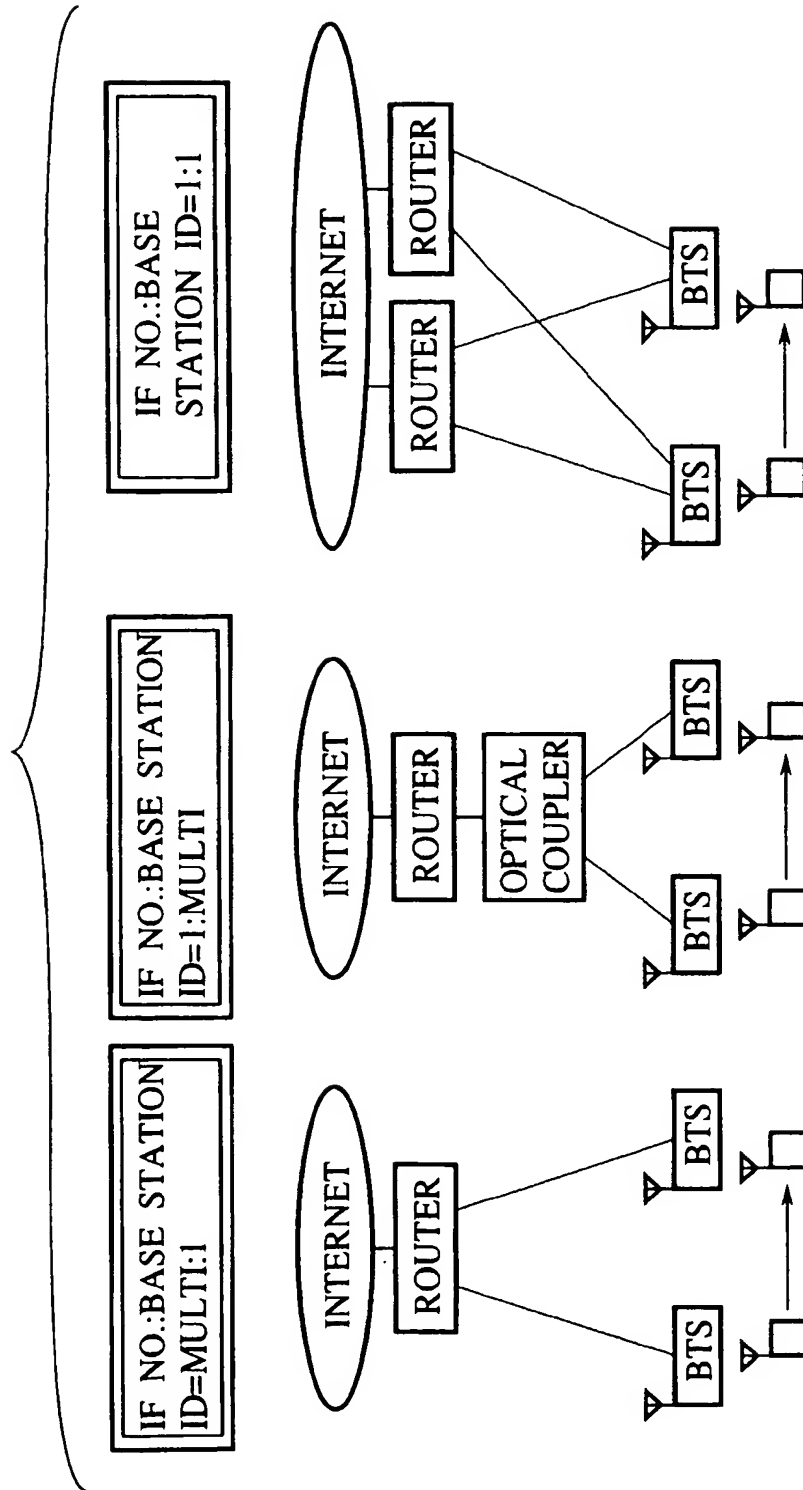 IF NO.:BASE STATION
ID=MULTI:1
INTERNET
ROUTER
BTS
BTS
IF NO.:BASE STATION
ID=1:MULTI
INTERNET
ROUTER
OPTICAL
COUPLER
BTS
BTS
IF NO.:BASE
STATION ID=1:1
INTERNET
ROUTER
ROUTER
BTS
BTS